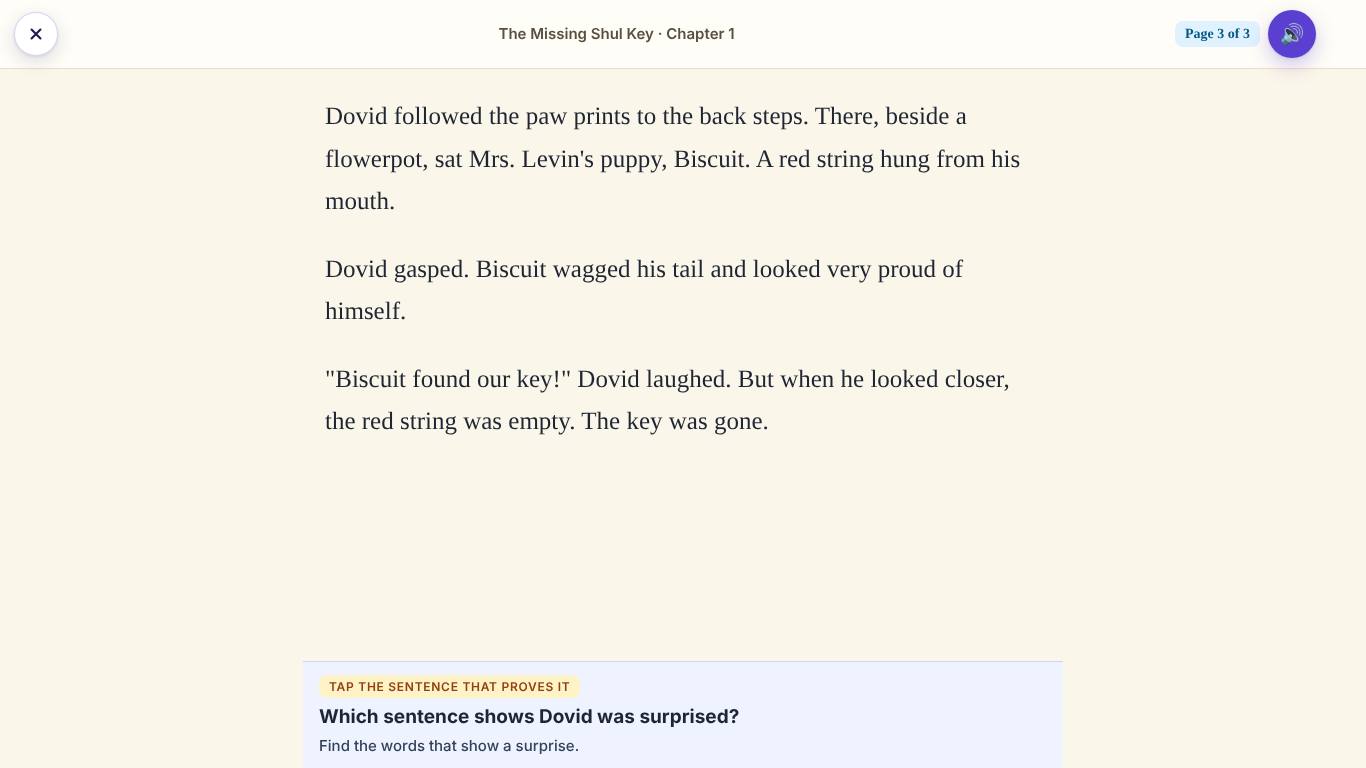 The Missing Shul Key · Chapter 1
Page 3 of 3
Dovid followed the paw prints to the back steps. There, beside a
flowerpot, sat Mrs. Levin's puppy, Biscuit. A red string hung from his
mouth.
Dovid gasped. Biscuit wagged his tail and looked very proud of
himself.
"Biscuit found our key!" Dovid laughed. But when he looked closer,
the red string was empty. The key was gone.
TAP THE SENTENCE THAT PROVES IT
Which sentence shows Dovid was surprised?
Find the words that show a surprise.